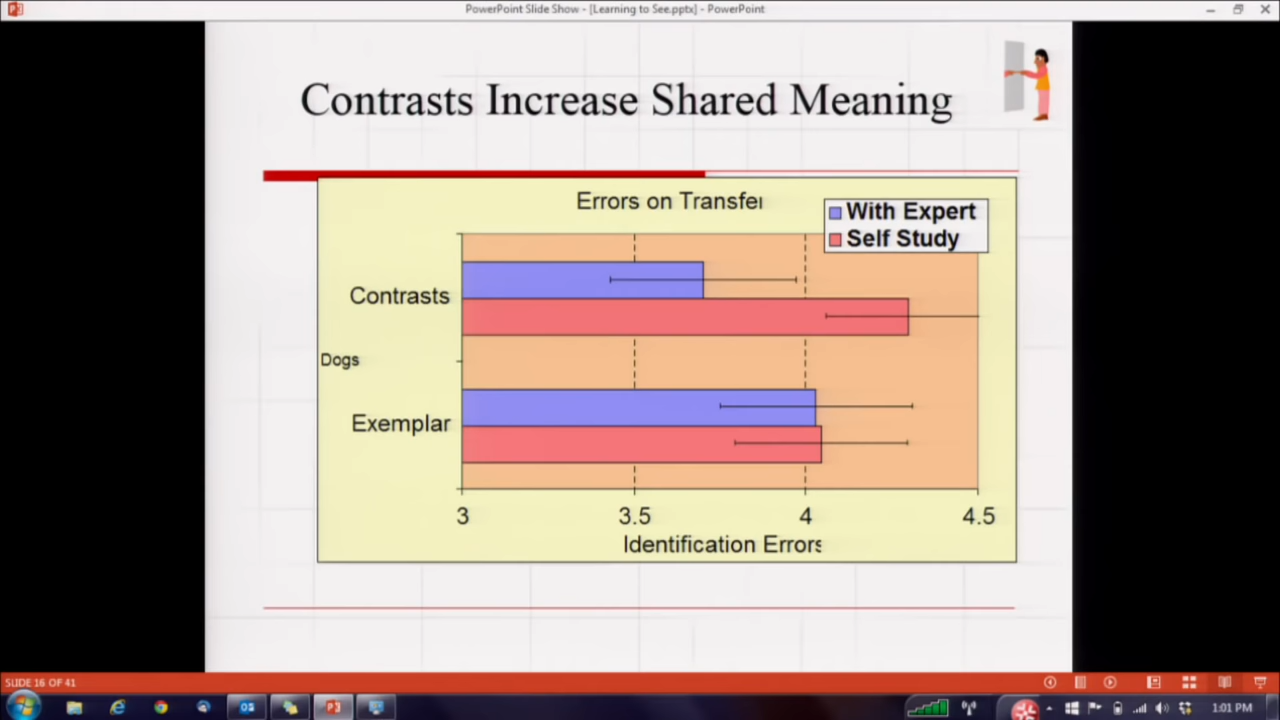 PowerPoint Slide Show - [Learning to See.pptx] - PowerPoint
Contrasts Increase Shared Meaning
Errors on Transfer
With Expert
Self Study
Contrasts
Dogs
Exemplar
3 3.5 4 4.5
Identification Errors
SLIDE 16 OF 41
1:01 PM